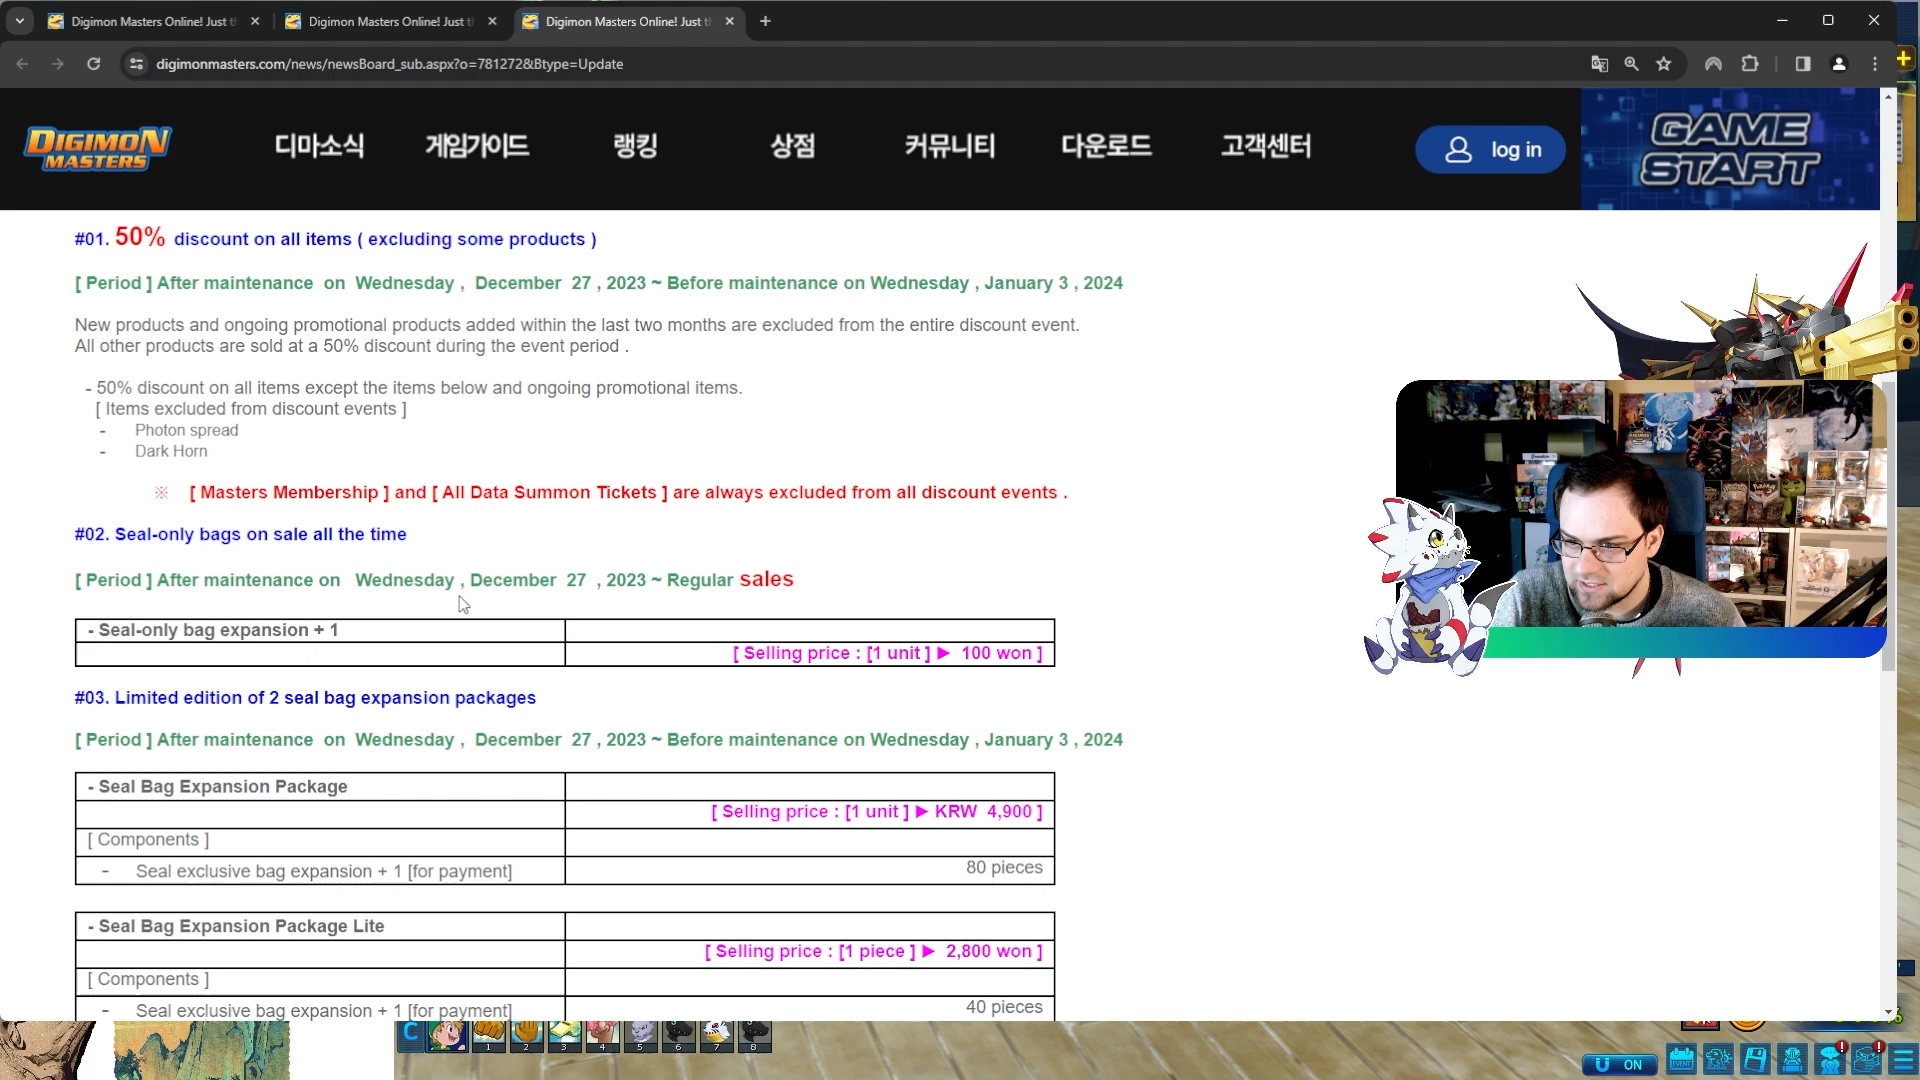 Digimon Masters Online! Just t
Digimon Masters Online! Just t
Digimon Masters Online! Just t
digimonmasters.com/news/newsBoard_sub.aspx?o=781272&Btype=Update
DIGIMON MASTERS
디마소식 게임가이드 랭킹 상점 커뮤니티 다운로드 고객센터
log in
GAME START
#01. 50% discount on all items ( excluding some products )
[ Period ] After maintenance on Wednesday , December 27 , 2023 ~ Before maintenance on Wednesday , January 3 , 2024
New products and ongoing promotional products added within the last two months are excluded from the entire discount event.
All other products are sold at a 50% discount during the event period .
- 50% discount on all items except the items below and ongoing promotional items.
[ Items excluded from discount events ]
- Photon spread
- Dark Horn
※ [ Masters Membership ] and [ All Data Summon Tickets ] are always excluded from all discount events .
#02. Seal-only bags on sale all the time
[ Period ] After maintenance on Wednesday , December 27 , 2023 ~ Regular sales
- Seal-only bag expansion + 1
[ Selling price : [1 unit ] ► 100 won ]
#03. Limited edition of 2 seal bag expansion packages
[ Period ] After maintenance on Wednesday , December 27 , 2023 ~ Before maintenance on Wednesday , January 3 , 2024
- Seal Bag Expansion Package
[ Selling price : [1 unit ] ► KRW 4,900 ]
[ Components ]
- Seal exclusive bag expansion + 1 [for payment] 80 pieces
- Seal Bag Expansion Package Lite
[ Selling price : [1 piece ] ► 2,800 won ]
[ Components ]
- Seal exclusive bag expansion + 1 [for payment] 40 pieces
C 1 2 3 4 5 6 7 8
ON
EVENT